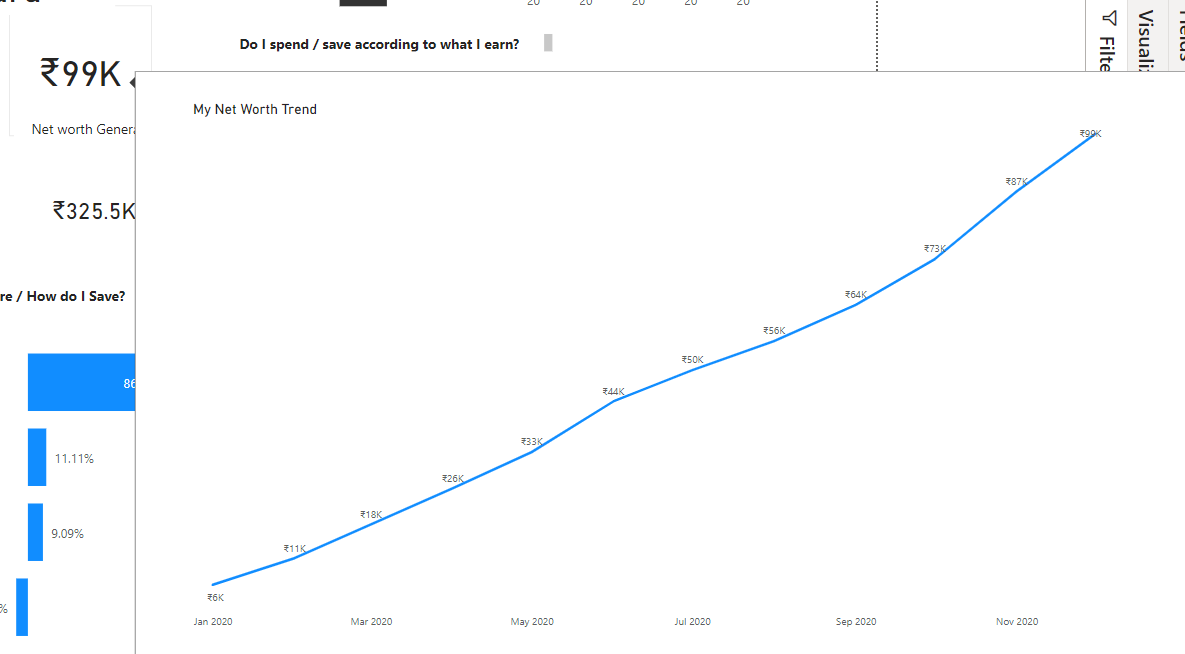 20 20 20 20 20
Do I spend / save according to what I earn?
₹99K
Net worth Genera
₹325.5K
re / How do I Save?
86
11.11%
9.09%
%
My Net Worth Trend
₹99K
₹87K
₹73K
₹64K
₹56K
₹50K
₹44K
₹33K
₹26K
₹18K
₹11K
₹6K
Jan 2020 Mar 2020 May 2020 Jul 2020 Sep 2020 Nov 2020
Filte
Visualiz